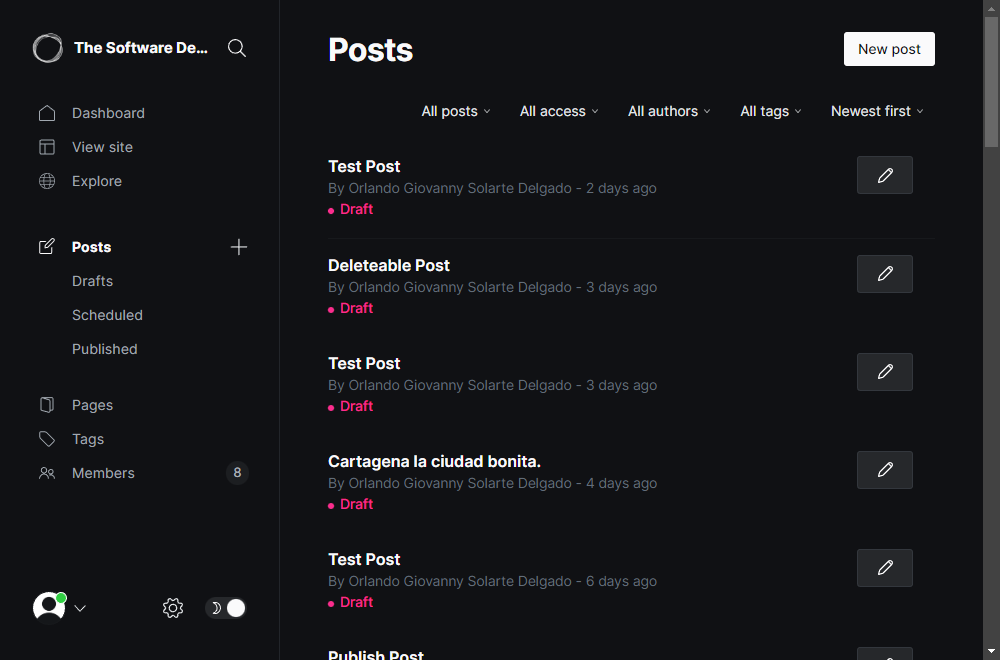 The Software De...
Dashboard
View site
Explore
Posts
Drafts
Scheduled
Published
Pages
Tags
Members 8
Posts
New post
All posts All access All authors All tags Newest first
Test Post
By Orlando Giovanny Solarte Delgado - 2 days ago
Draft
Deleteable Post
By Orlando Giovanny Solarte Delgado - 3 days ago
Draft
Test Post
By Orlando Giovanny Solarte Delgado - 3 days ago
Draft
Cartagena la ciudad bonita.
By Orlando Giovanny Solarte Delgado - 4 days ago
Draft
Test Post
By Orlando Giovanny Solarte Delgado - 6 days ago
Draft
Publish Post